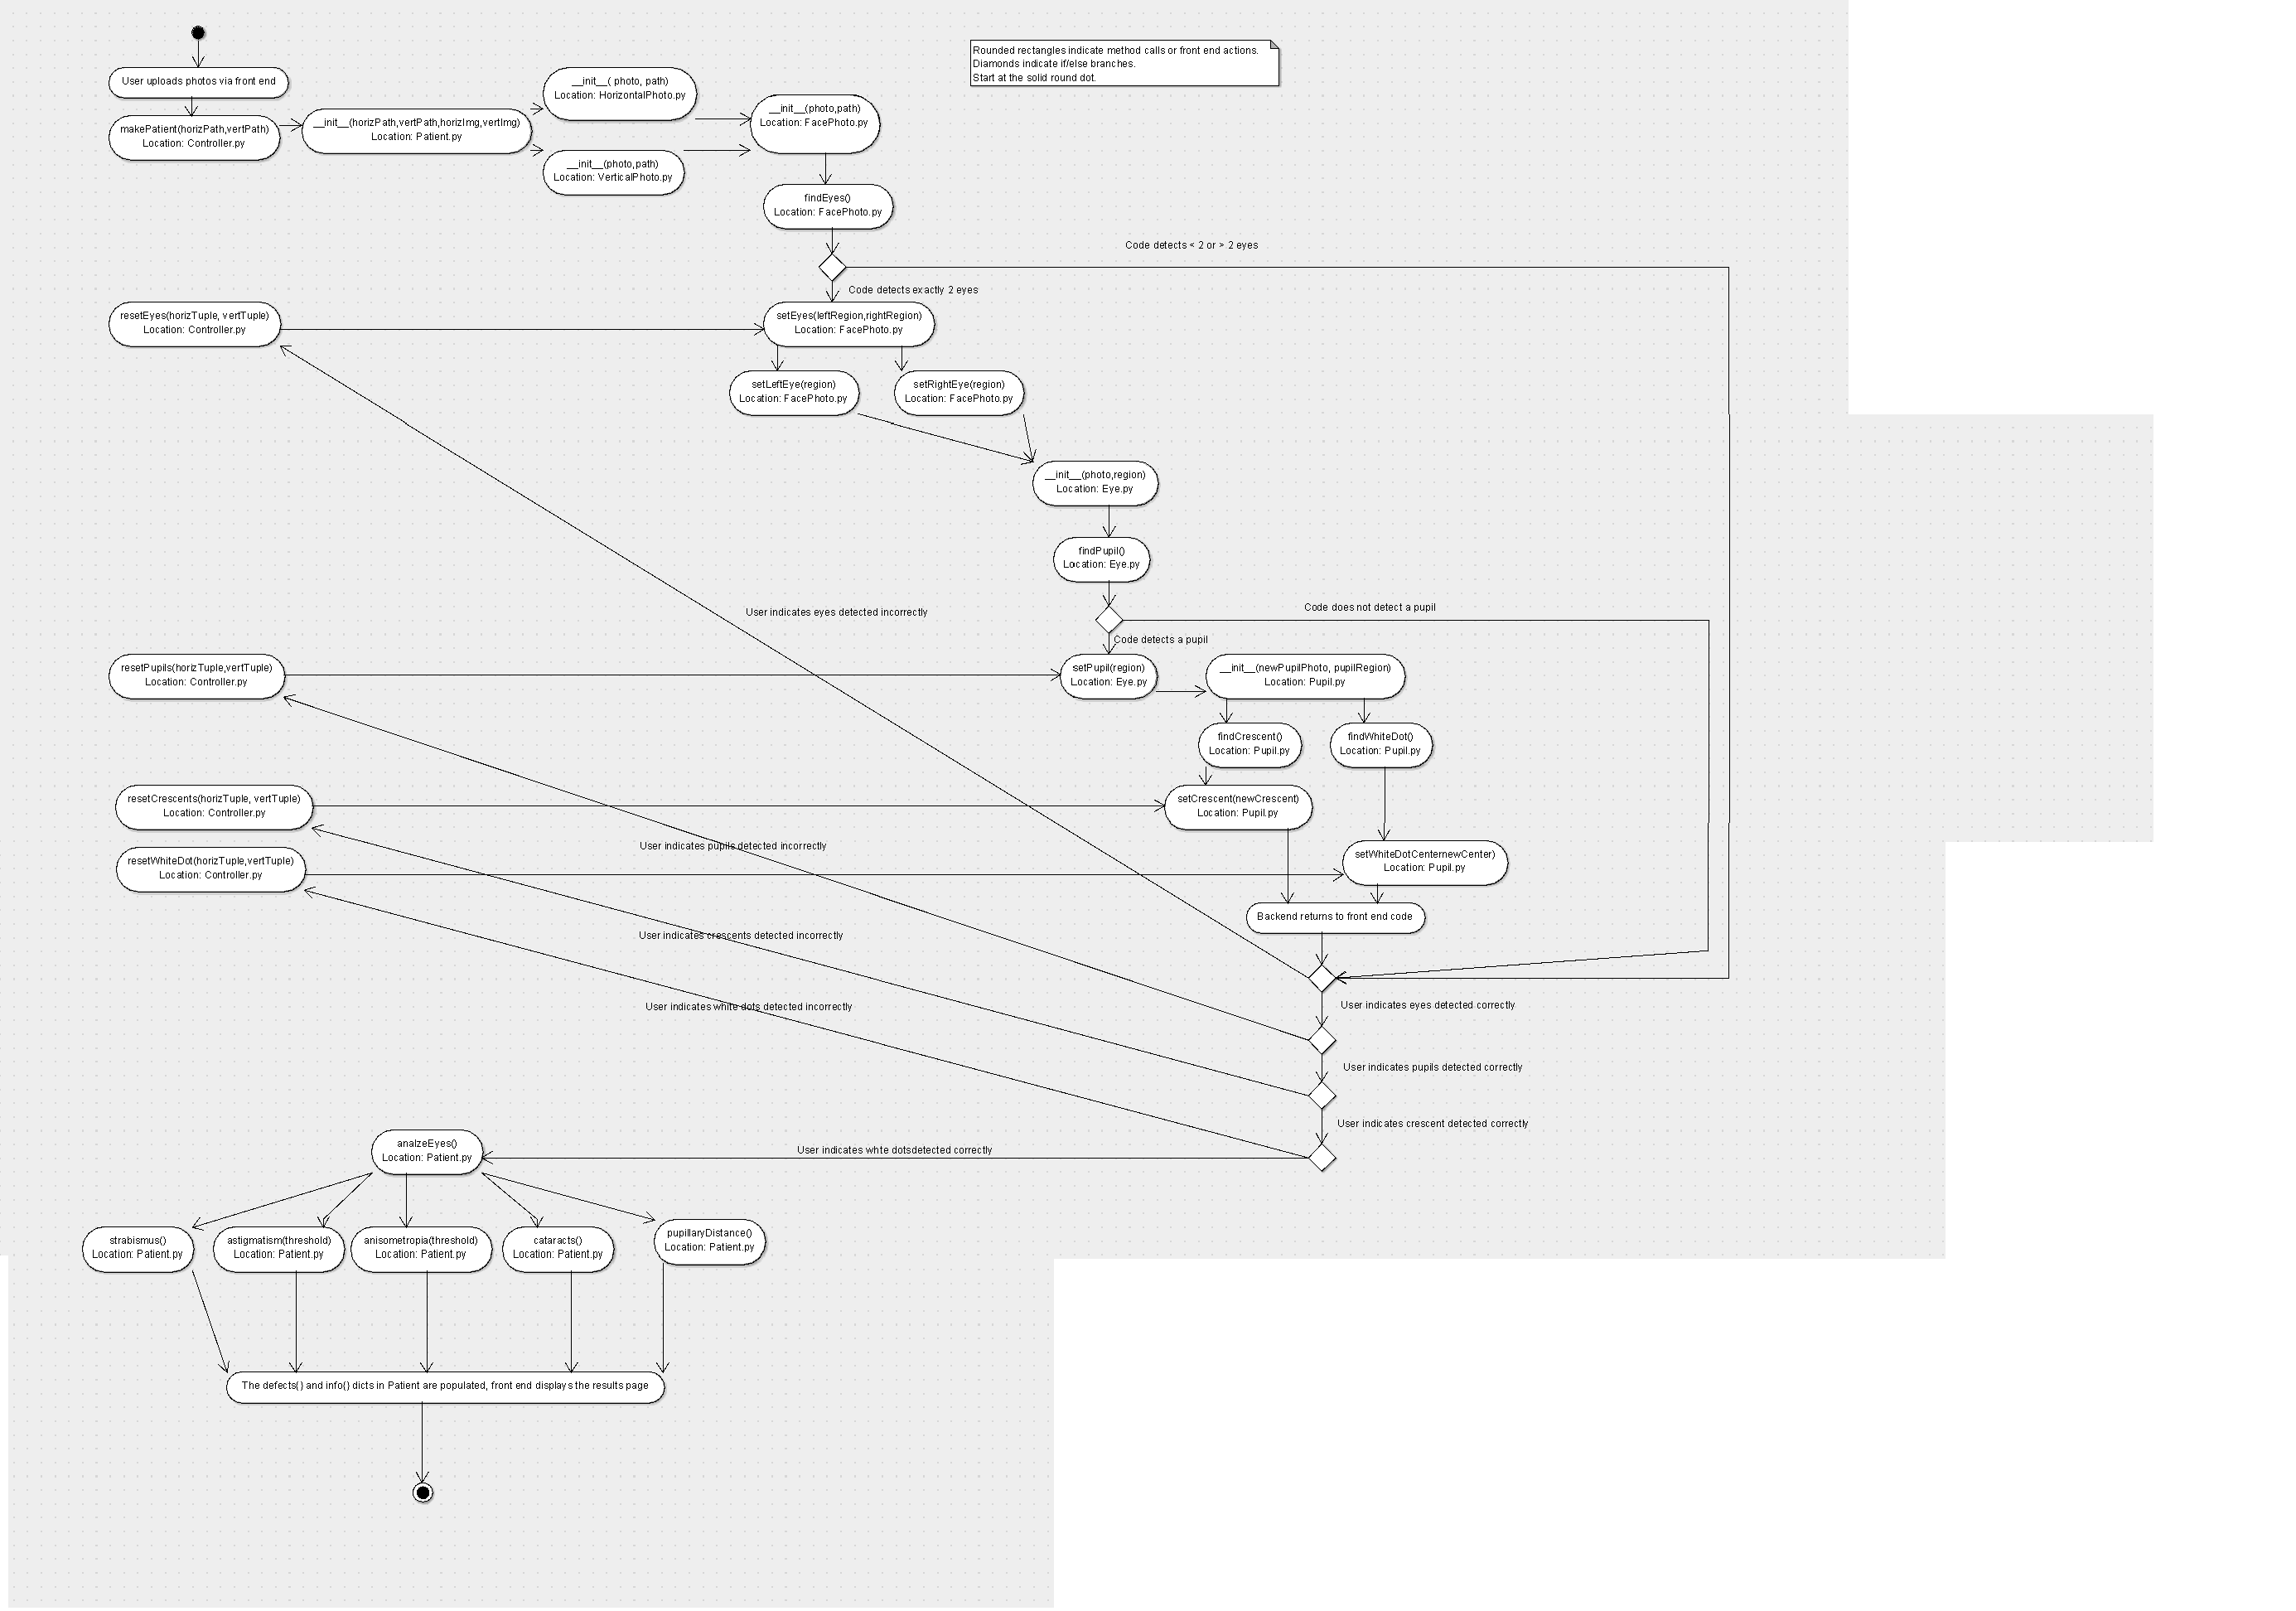 Rounded rectangles indicate method calls or front end actions.
Diamonds indicate if/else branches.
Start at the solid round dot.
User uploads photos via front end
makePatient(horizPath,vertPath)
Location: Controller.py
__init__(horizPath,vertPath,horizImg,vertImg)
Location: Patient.py
__init__( photo, path)
Location: HorizontalPhoto.py
__init__(photo,path)
Location: VerticalPhoto.py
__init__(photo,path)
Location: FacePhoto.py
findEyes()
Location: FacePhoto.py
Code detects < 2 or > 2 eyes
Code detects exactly 2 eyes
resetEyes(horizTuple, vertTuple)
Location: Controller.py
setEyes(leftRegion,rightRegion)
Location: FacePhoto.py
setLeftEye(region)
Location: FacePhoto.py
setRightEye(region)
Location: FacePhoto.py
__init__(photo,region)
Location: Eye.py
findPupil()
Location: Eye.py
User indicates eyes detected incorrectly
Code does not detect a pupil
Code detects a pupil
resetPupils(horizTuple,vertTuple)
Location: Controller.py
setPupil(region)
Location: Eye.py
__init__(newPupilPhoto, pupilRegion)
Location: Pupil.py
findCrescent()
Location: Pupil.py
findWhiteDot()
Location: Pupil.py
resetCrescents(horizTuple, vertTuple)
Location: Controller.py
setCrescent(newCrescent)
Location: Pupil.py
User indicates pupils detected incorrectly
resetWhiteDot(horizTuple,vertTuple)
Location: Controller.py
setWhiteDotCenternewCenter)
Location: Pupil.py
Backend returns to front end code
User indicates crescents detected incorrectly
User indicates white dots detected incorrectly
User indicates eyes detected correctly
User indicates pupils detected correctly
User indicates crescent detected correctly
User indicates whte dotsdetected correctly
analzeEyes()
Location: Patient.py
strabismus()
Location: Patient.py
astigmatism(threshold)
Location: Patient.py
anisometropia(threshold)
Location: Patient.py
cataracts()
Location: Patient.py
pupillaryDistance()
Location: Patient.py
The defects() and info() dicts in Patient are populated, front end displays the results page